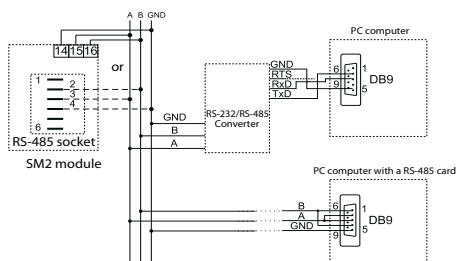 A B GND
14 15 16
or
1
2
3
4
6
RS-485 socket
SM2 module
GND
B
A
RS-232/RS-485
Converter
GND
RTS
RxD
TxD
PC computer
6
1
9
5
DB9
PC computer with a RS-485 card
B
A
GND
6
1
9
5
DB9